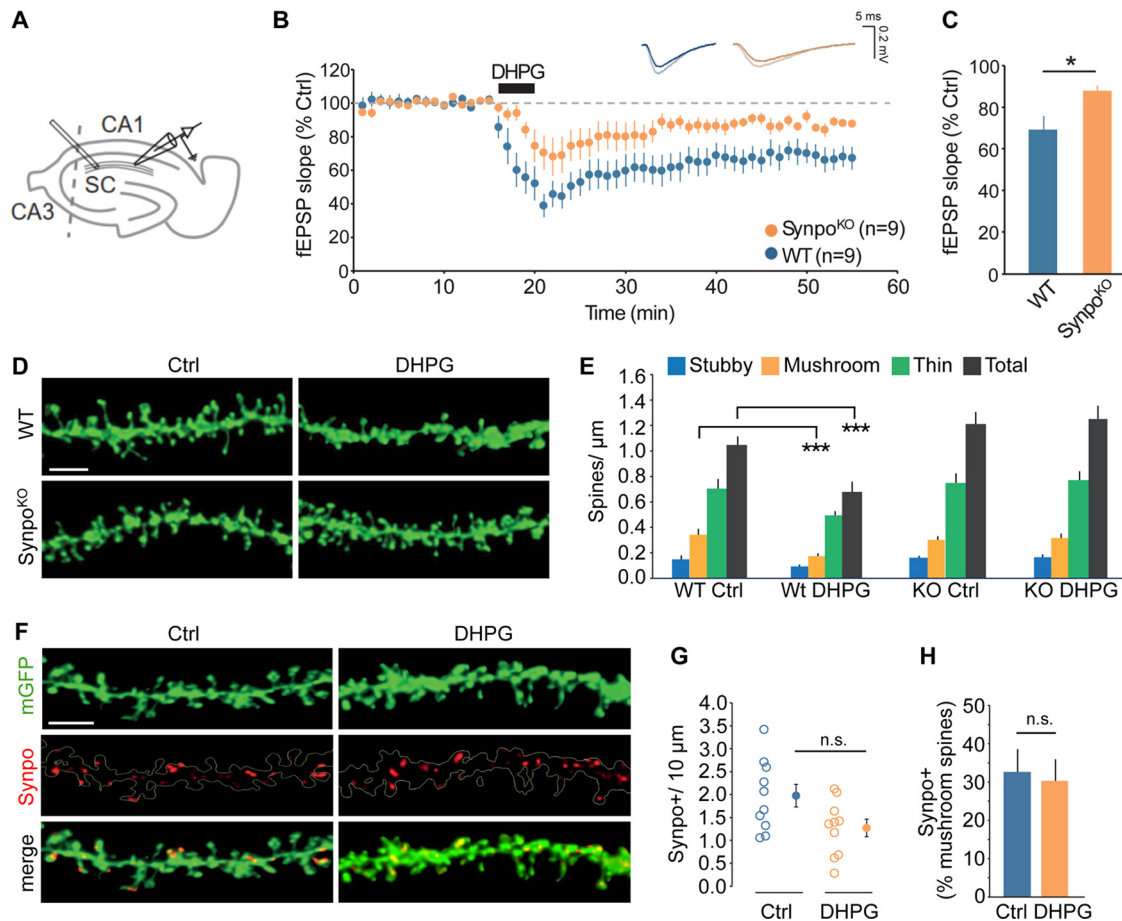 A
CA1
SC
CA3
B
5 ms
0.2 mV
DHPG
fEPSP slope (% Ctrl)
120
100
80
60
40
20
0
SynpoKO (n=9)
WT (n=9)
0
10
20
30
40
50
60
Time (min)
C
fEPSP slope (% Ctrl)
100
80
60
40
20
0
*
WT
SynpoKO
D
Ctrl
DHPG
WT
SynpoKO
E
Stubby
Mushroom
Thin
Total
Spines/ μm
1.6
1.4
1.2
1.0
0.8
0.6
0.4
0.2
0.0
***
***
WT Ctrl
Wt DHPG
KO Ctrl
KO DHPG
F
Ctrl
DHPG
mGFP
Synpo
merge
G
Synpo+/ 10 μm
4.0
3.5
3.0
2.5
2.0
1.5
1.0
0.5
0.0
n.s.
Ctrl
DHPG
H
Synpo+
(% mushroom spines)
50
40
30
20
10
0
n.s.
Ctrl
DHPG